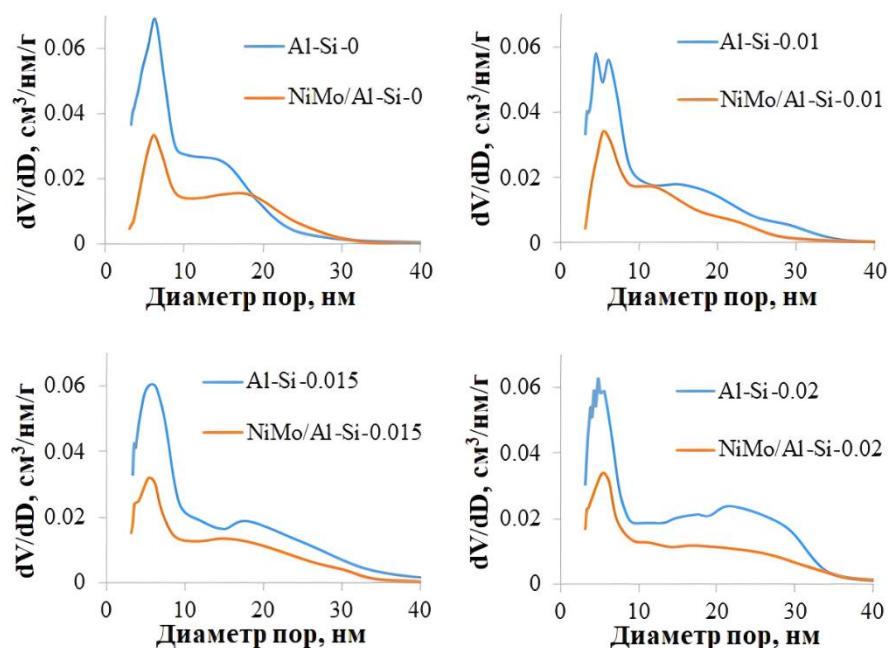 dV/dD, см³/нм/г
0.06
0.04
0.02
0
Al-Si-0
NiMo/Al-Si-0
0 10 20 30 40
Диаметр пор, нм
dV/dD, см³/нм/г
0.06
0.04
0.02
0
Al-Si-0.01
NiMo/Al-Si-0.01
0 10 20 30 40
Диаметр пор, нм
dV/dD, см³/нм/г
0.06
0.04
0.02
0
Al-Si-0.015
NiMo/Al-Si-0.015
0 10 20 30 40
Диаметр пор, нм
dV/dD, см³/нм/г
0.06
0.04
0.02
0
Al-Si-0.02
NiMo/Al-Si-0.02
0 10 20 30 40
Диаметр пор, нм